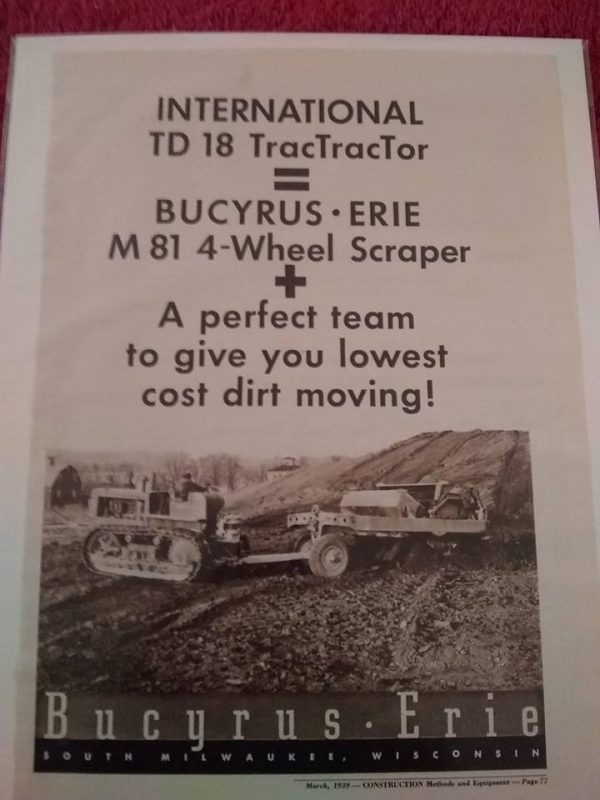 INTERNATIONAL
TD 18 TracTracTor
=
BUCYRUS · ERIE
M 81 4-Wheel Scraper
+
A perfect team
to give you lowest
cost dirt moving!
Bucyrus · Erie
SOUTH MILWAUKEE, WISCONSIN
March, 1939 — CONSTRUCTION Methods and Equipment — Page 77